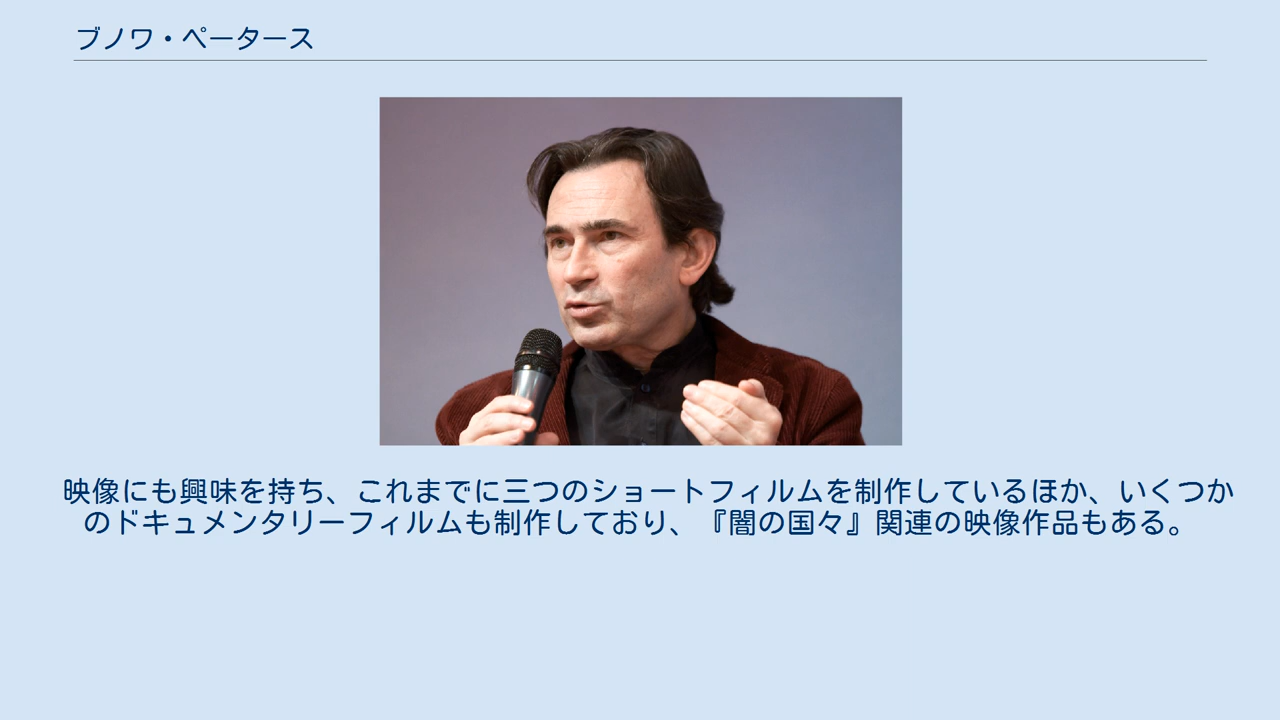 ブノワ・ペータース
映像にも興味を持ち、これまでに三つのショートフィルムを制作しているほか、いくつか
のドキュメンタリーフィルムも制作しており、『闇の国々』関連の映像作品もある。